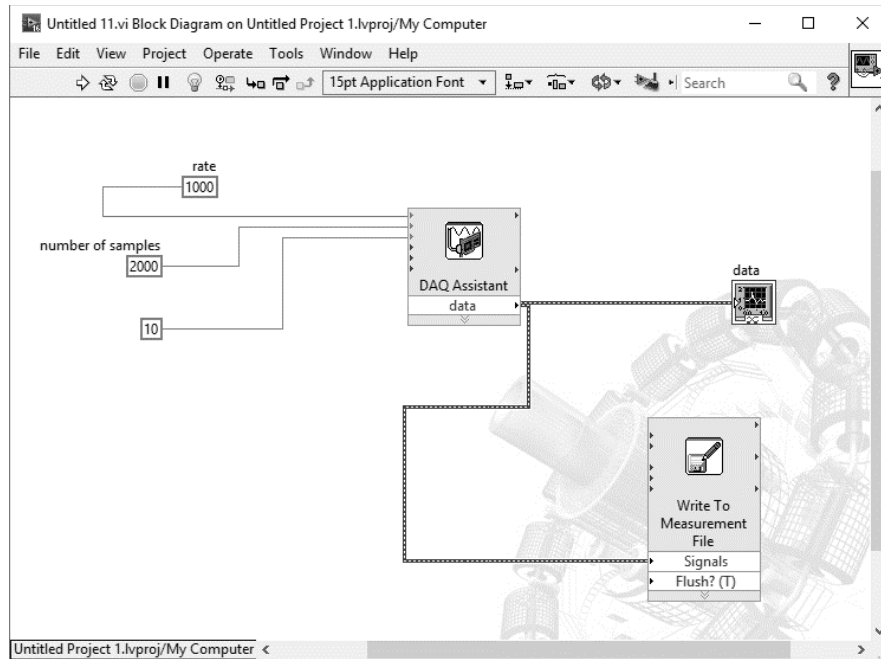 Untitled 11.vi Block Diagram on Untitled Project 1.lvproj/My Computer
File Edit View Project Operate Tools Window Help
15pt Application Font
Search
rate
1000
number of samples
2000
10
DAQ Assistant
data
data
Write To
Measurement
File
Signals
Flush? (T)
Untitled Project 1.lvproj/My Computer